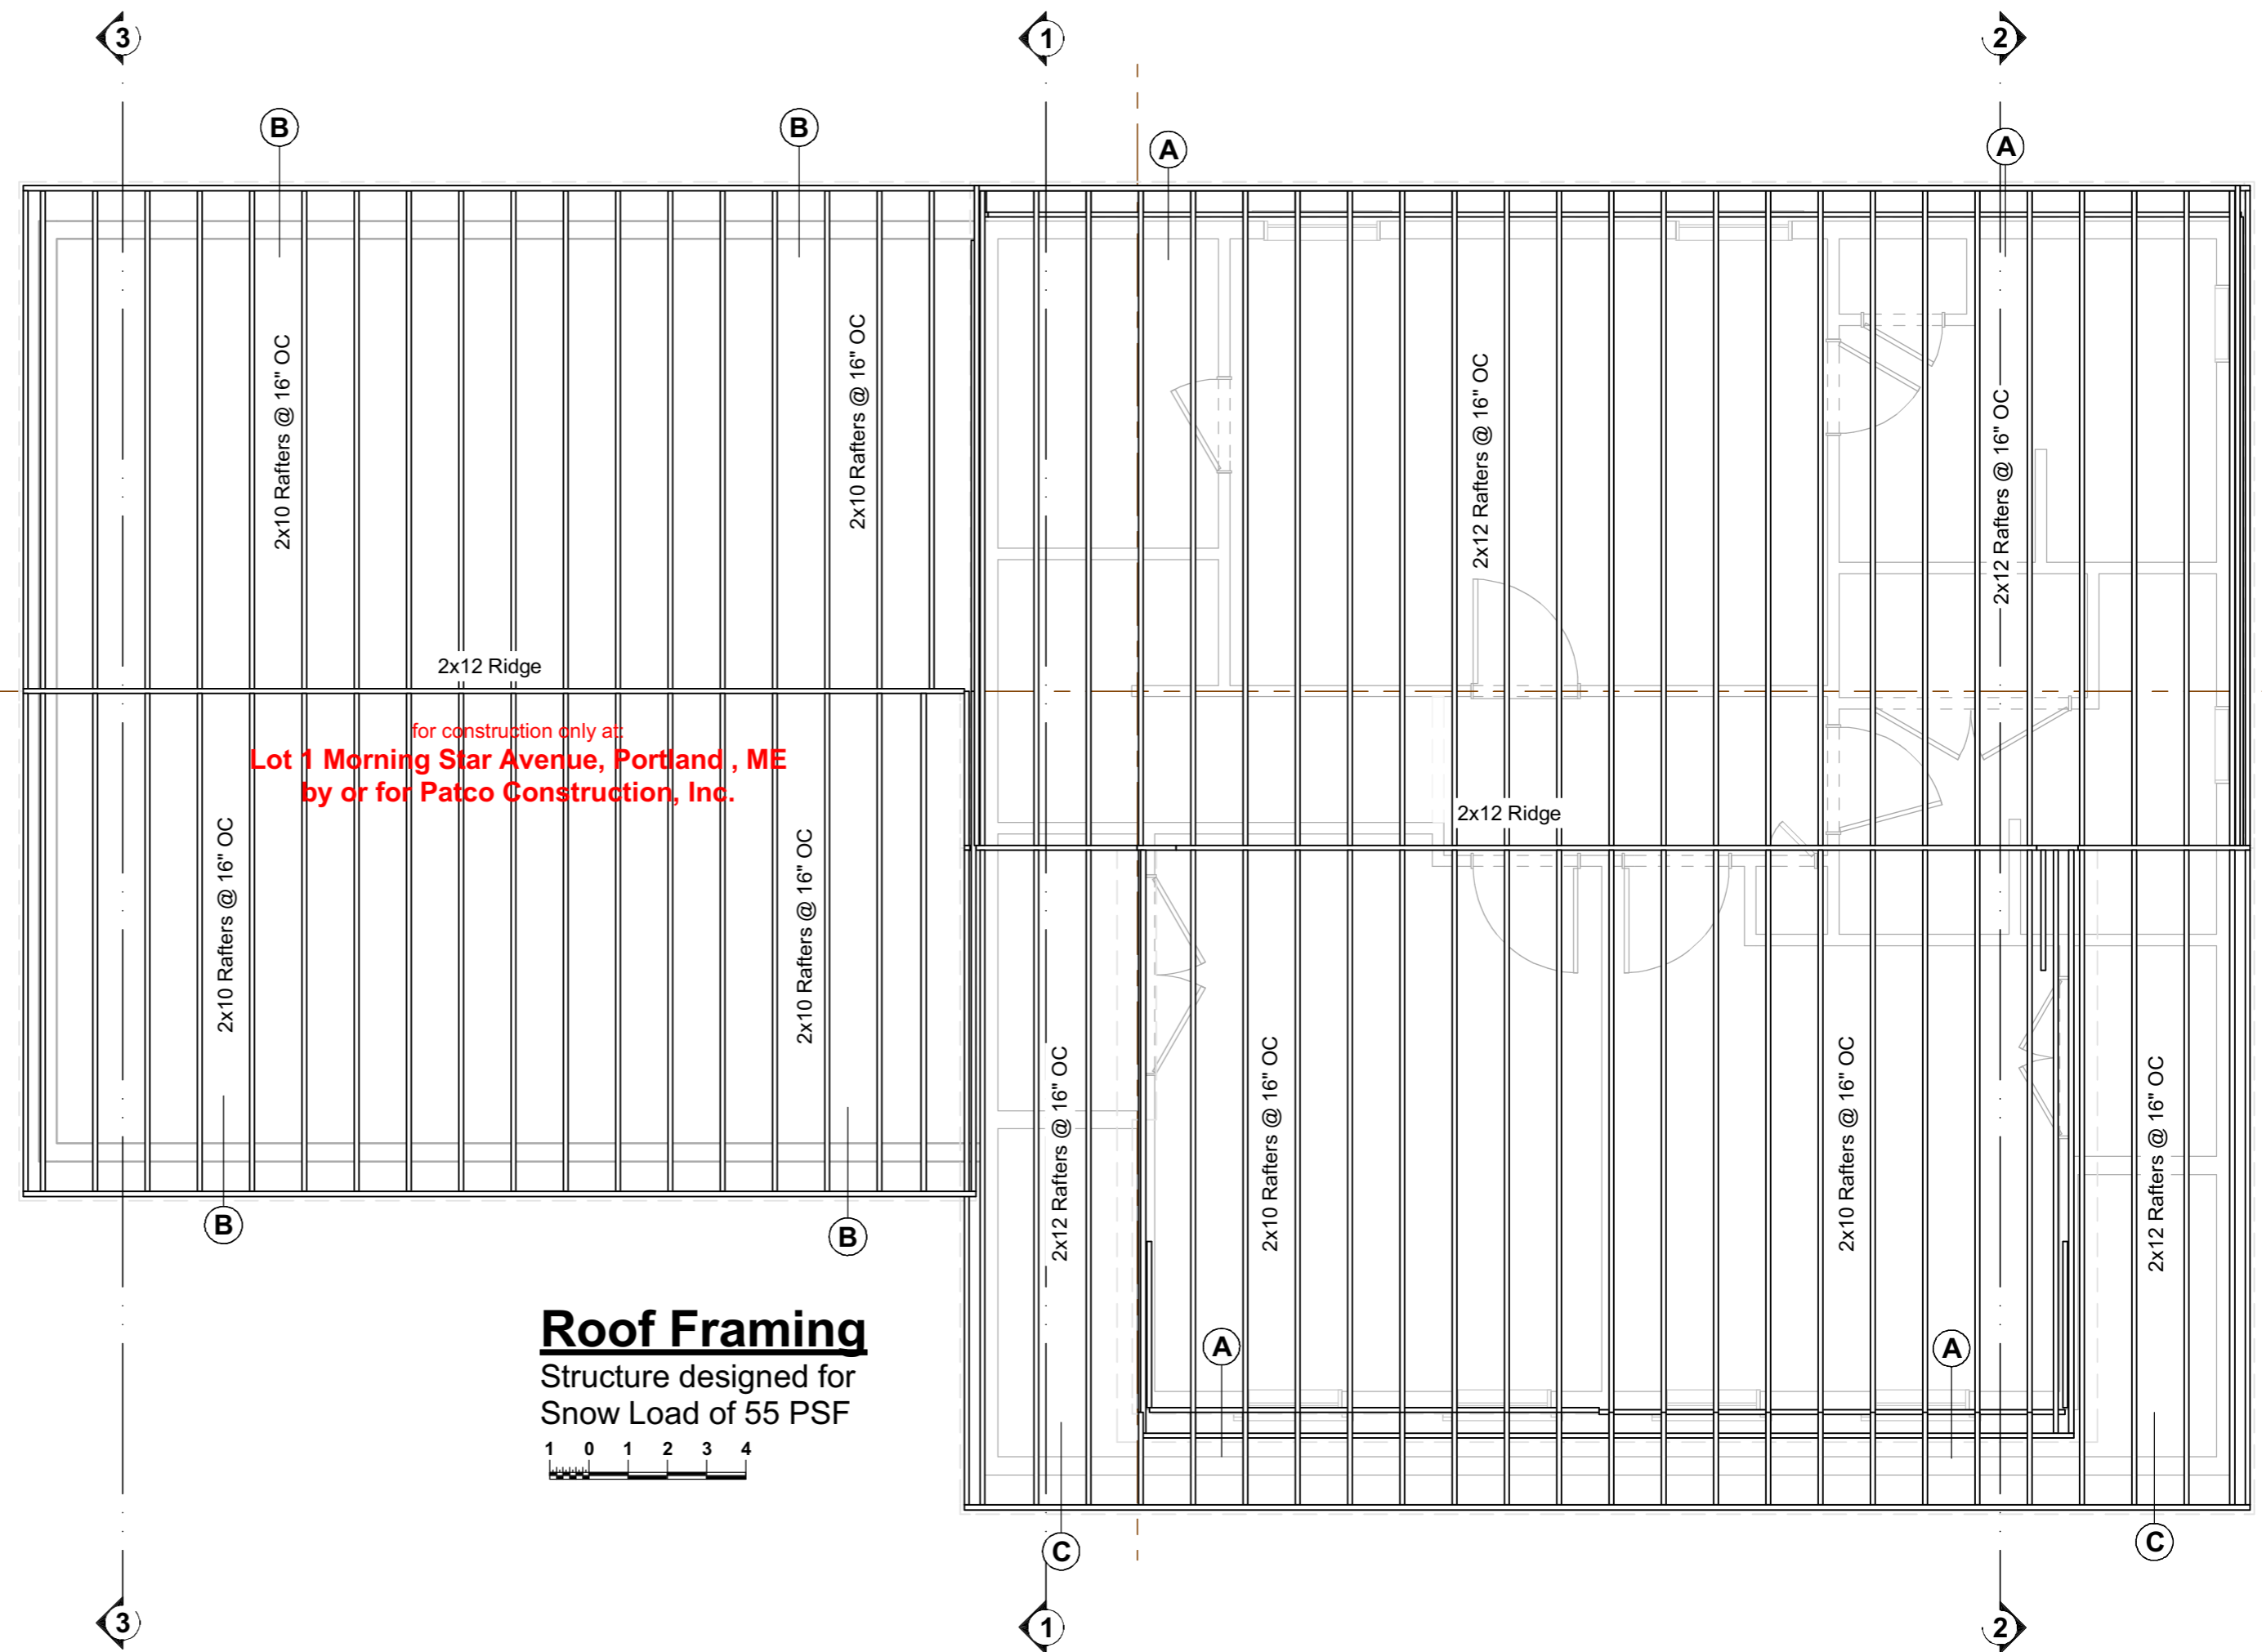 3
1
2
B
B
A
A
2x10 Rafters @ 16" OC
2x10 Rafters @ 16" OC
2x12 Rafters @ 16" OC
2x12 Rafters @ 16" OC
2x12 Ridge
for construction only at:
Lot 1 Morning Star Avenue, Portland , ME
by or for Patco Construction, Inc.
2x12 Ridge
2x10 Rafters @ 16" OC
2x10 Rafters @ 16" OC
2x12 Rafters @ 16" OC
2x10 Rafters @ 16" OC
2x10 Rafters @ 16" OC
2x12 Rafters @ 16" OC
B
B
A
A
Roof Framing
Structure designed for
Snow Load of 55 PSF
1 0 1 2 3 4
C
C
3
1
2